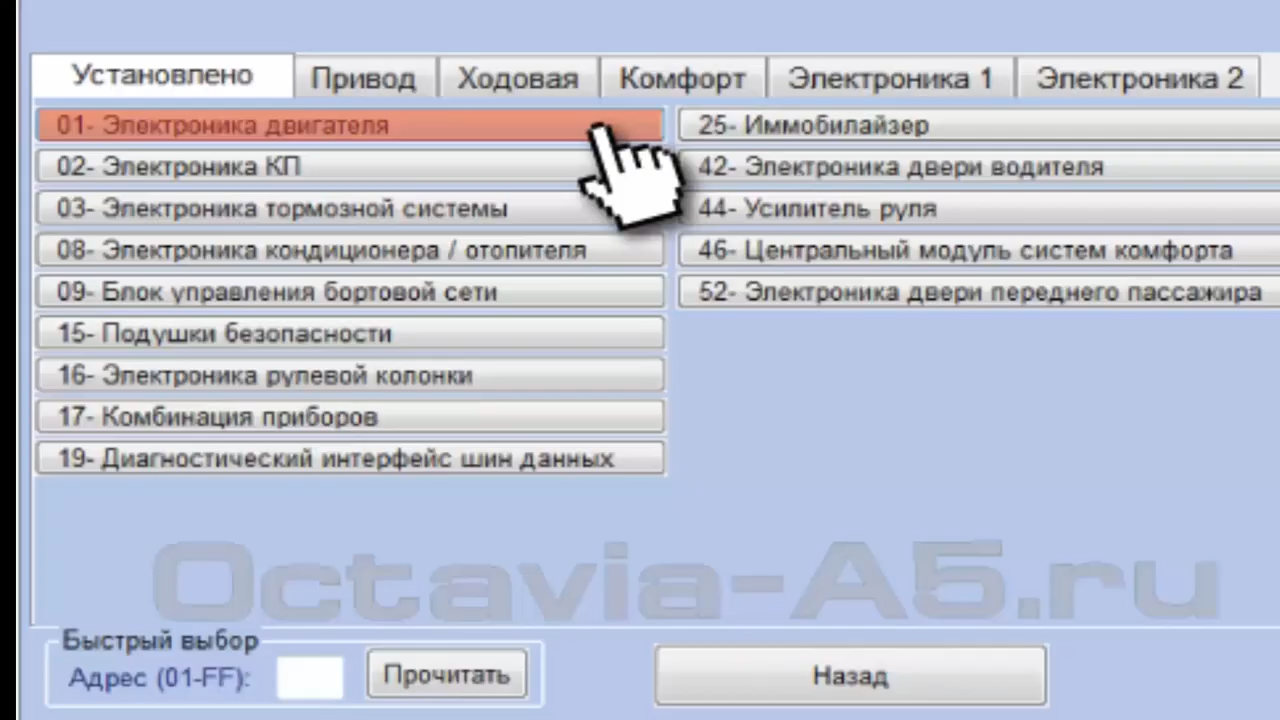 Установлено
Привод
Ходовая
Комфорт
Электроника 1
Электроника 2
01- Электроника двигателя
02- Электроника КП
03- Электроника тормозной системы
08- Электроника кондиционера / отопителя
09- Блок управления бортовой сети
15- Подушки безопасности
16- Электроника рулевой колонки
17- Комбинация приборов
19- Диагностический интерфейс шин данных
25- Иммобилайзер
42- Электроника двери водителя
44- Усилитель руля
46- Центральный модуль систем комфорта
52- Электроника двери переднего пассажира
Octavia-A5.ru
Быстрый выбор
Адрес (01-FF):
Прочитать
Назад